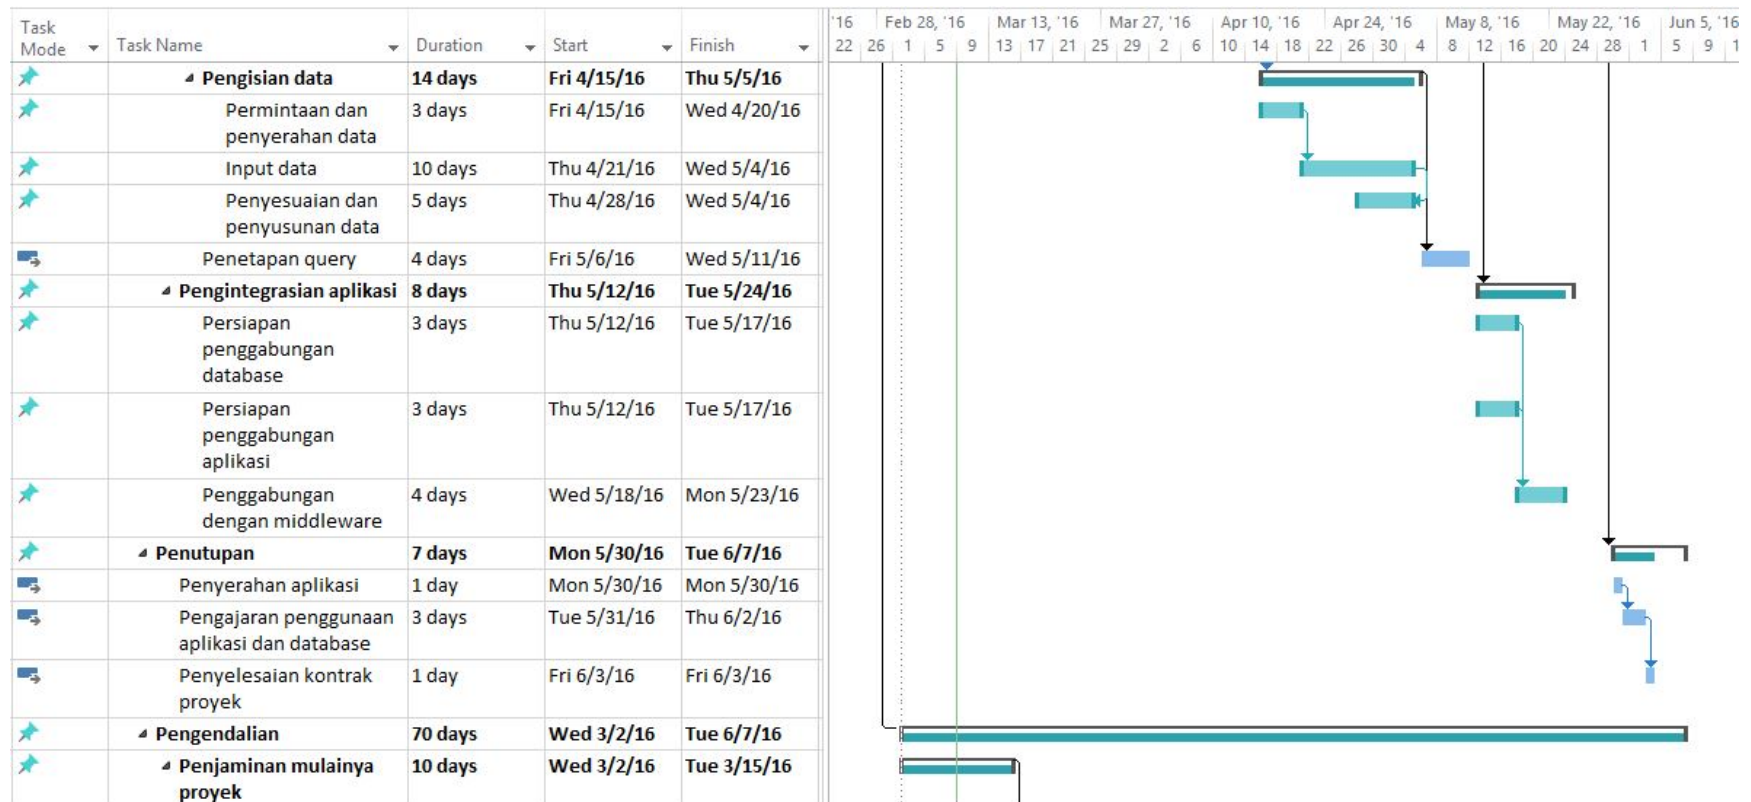 '16 Feb 28, '16 Mar 13, '16 Mar 27, '16 Apr 10, '16 Apr 24, '16 May 8, '16 May 22, '16 Jun 5, '16
Task
Mode Task Name Duration Start Finish
22 26 1 5 9 13 17 21 25 29 2 6 10 14 18 22 26 30 4 8 12 16 20 24 28 1 5 9
Pengisian data 14 days Fri 4/15/16 Thu 5/5/16
Permintaan dan 3 days Fri 4/15/16 Wed 4/20/16
penyerahan data
Input data 10 days Thu 4/21/16 Wed 5/4/16
Penyesuaian dan 5 days Thu 4/28/16 Wed 5/4/16
penyusunan data
Penetapan query 4 days Fri 5/6/16 Wed 5/11/16
Pengintegrasian aplikasi 8 days Thu 5/12/16 Tue 5/24/16
Persiapan 3 days Thu 5/12/16 Tue 5/17/16
penggabungan
database
Persiapan 3 days Thu 5/12/16 Tue 5/17/16
penggabungan
aplikasi
Penggabungan 4 days Wed 5/18/16 Mon 5/23/16
dengan middleware
Penutupan 7 days Mon 5/30/16 Tue 6/7/16
Penyerahan aplikasi 1 day Mon 5/30/16 Mon 5/30/16
Pengajaran penggunaan 3 days Tue 5/31/16 Thu 6/2/16
aplikasi dan database
Penyelesaian kontrak 1 day Fri 6/3/16 Fri 6/3/16
proyek
Pengendalian 70 days Wed 3/2/16 Tue 6/7/16
Penjaminan mulainya 10 days Wed 3/2/16 Tue 3/15/16
proyek